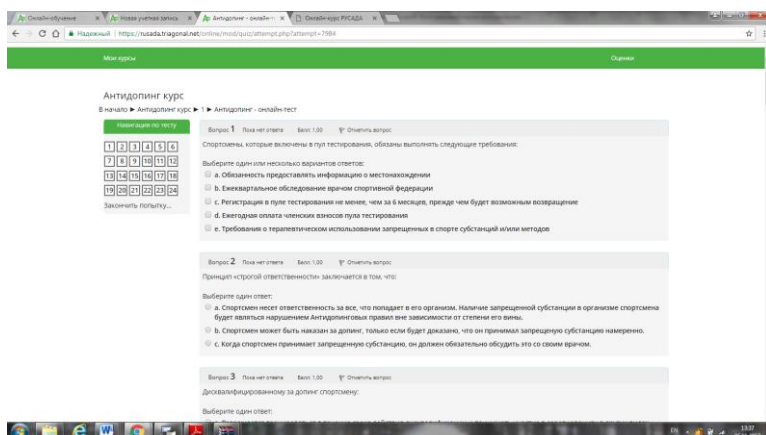 Онлайн-обучение
Новая учетная запись
Антидопинг - онлайн-т
Онлайн-курс РУСАДА
Надежный | https://rusada.triagonal.net/online/mod/quiz/attempt.php?attempt=7984
Мои курсы
Оценки
Антидопинг курс
В начало ► Антидопинг курс ► 1 ► Антидопинг - онлайн-тест
Навигация по тесту
1 2 3 4 5 6
7 8 9 10 11 12
13 14 15 16 17 18
19 20 21 22 23 24
Закончить попытку...
Вопрос 1 Пока нет ответа Балл: 1,00 Отметить вопрос
Спортсмены, которые включены в пул тестирования, обязаны выполнять следующие требования:
Выберите один или несколько вариантов ответов:
a. Обязанность предоставлять информацию о местонахождении
b. Ежеквартальное обследование врачом спортивной федерации
c. Регистрация в пуле тестирования не менее, чем за 6 месяцев, прежде чем будет возможным возвращение
d. Ежегодная оплата членских взносов пула тестирования
e. Требования о терапевтическом использовании запрещенных в спорте субстанций и/или методов
Вопрос 2 Пока нет ответа Балл: 1,00 Отметить вопрос
Принцип «строгой ответственности» заключается в том, что:
Выберите один ответ:
a. Спортсмен несет ответственность за все, что попадает в его организм. Наличие запрещенной субстанции в организме спортсмена
будет являться нарушением Антидопинговых правил вне зависимости от степени его вины.
b. Спортсмен может быть наказан за допинг, только если будет доказано, что он принимал запрещеную субстанцию намеренно.
c. Когда спортсмен принимает запрещенную субстанцию, он должен обязательно обсудить это со своим врачом.
Вопрос 3 Пока нет ответа Балл: 1,00 Отметить вопрос
Дисквалифицированному за допинг спортсмену:
Выберите один ответ:
EN
13:37